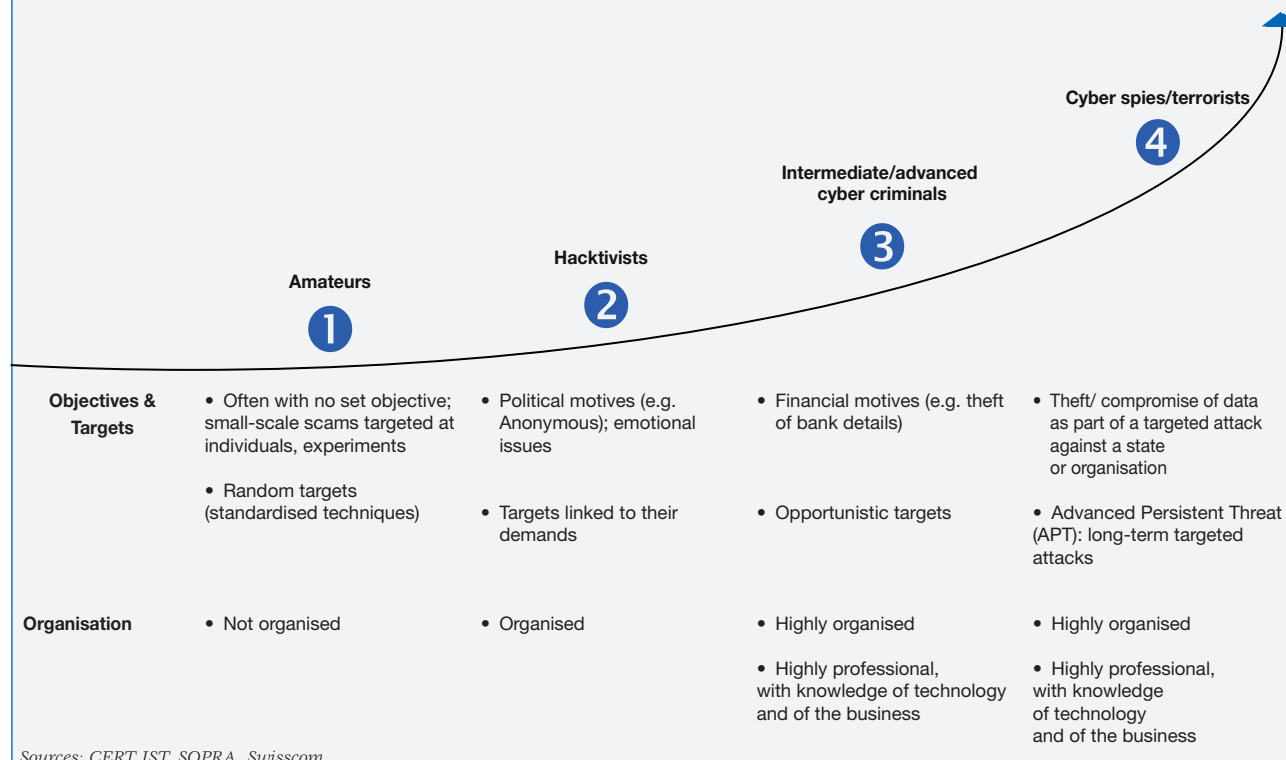 Cyber spies/terrorists
4
Intermediate/advanced
cyber criminals
3
Hacktivists
2
Amateurs
1
Objectives &
Targets
• Often with no set objective;
small-scale scams targeted at
individuals, experiments
• Random targets
(standardised techniques)
• Political motives (e.g.
Anonymous); emotional
issues
• Targets linked to their
demands
• Financial motives (e.g. theft
of bank details)
• Opportunistic targets
• Theft/ compromise of data
as part of a targeted attack
against a state
or organisation
• Advanced Persistent Threat
(APT): long-term targeted
attacks
Organisation
• Not organised
• Organised
• Highly organised
• Highly professional,
with knowledge of technology
and of the business
• Highly organised
• Highly professional,
with knowledge
of technology
and of the business
Sources: CERT IST, SOPRA, Swisscom